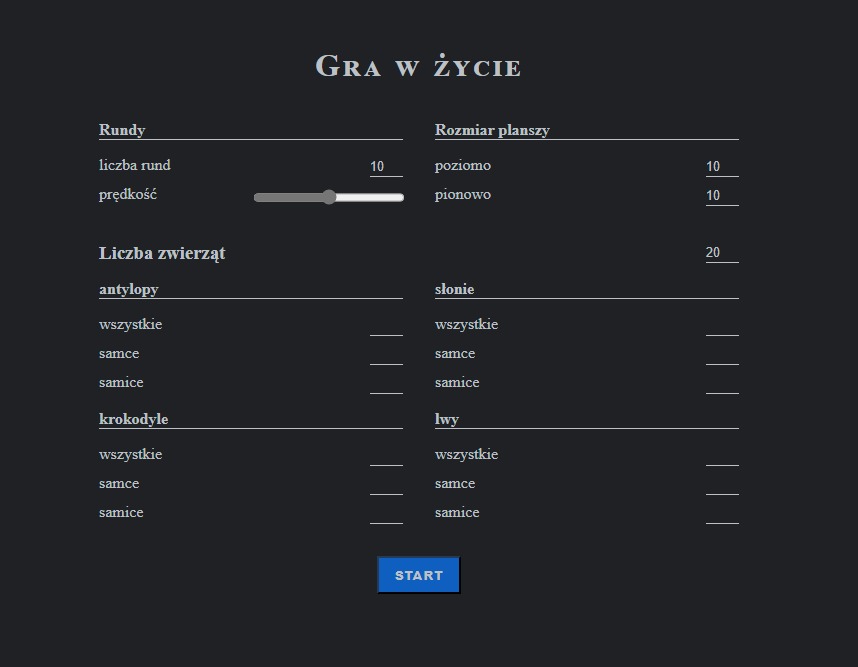 Gra w życie
Rundy
liczba rund 10
prędkość
Rozmiar planszy
poziomo 10
pionowo 10
Liczba zwierząt 20
antylopy
wszystkie
samce
samice
słonie
wszystkie
samce
samice
krokodyle
wszystkie
samce
samice
lwy
wszystkie
samce
samice
START